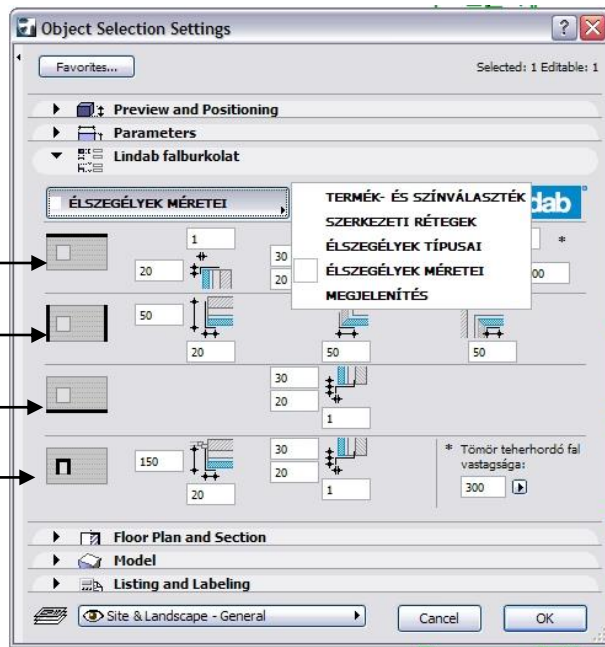 Object Selection Settings
Favorites...
Selected: 1 Editable: 1
Preview and Positioning
Parameters
Lindab falburkolat
ÉLSZEGÉLYEK MÉRETEI
TERMÉK- ÉS SZÍNVÁLASZTÉK
SZERKEZETI RÉTEGEK
ÉLSZEGÉLYEK TÍPUSAI
ÉLSZEGÉLYEK MÉRETEI
MEGJELENÍTÉS
dab
1
*
20
30
20
00
50
20
50
50
30
20
1
150
20
30
20
1
* Tömör teherhordó fal
vastagsága:
300
Floor Plan and Section
Model
Listing and Labeling
Site & Landscape - General
Cancel
OK